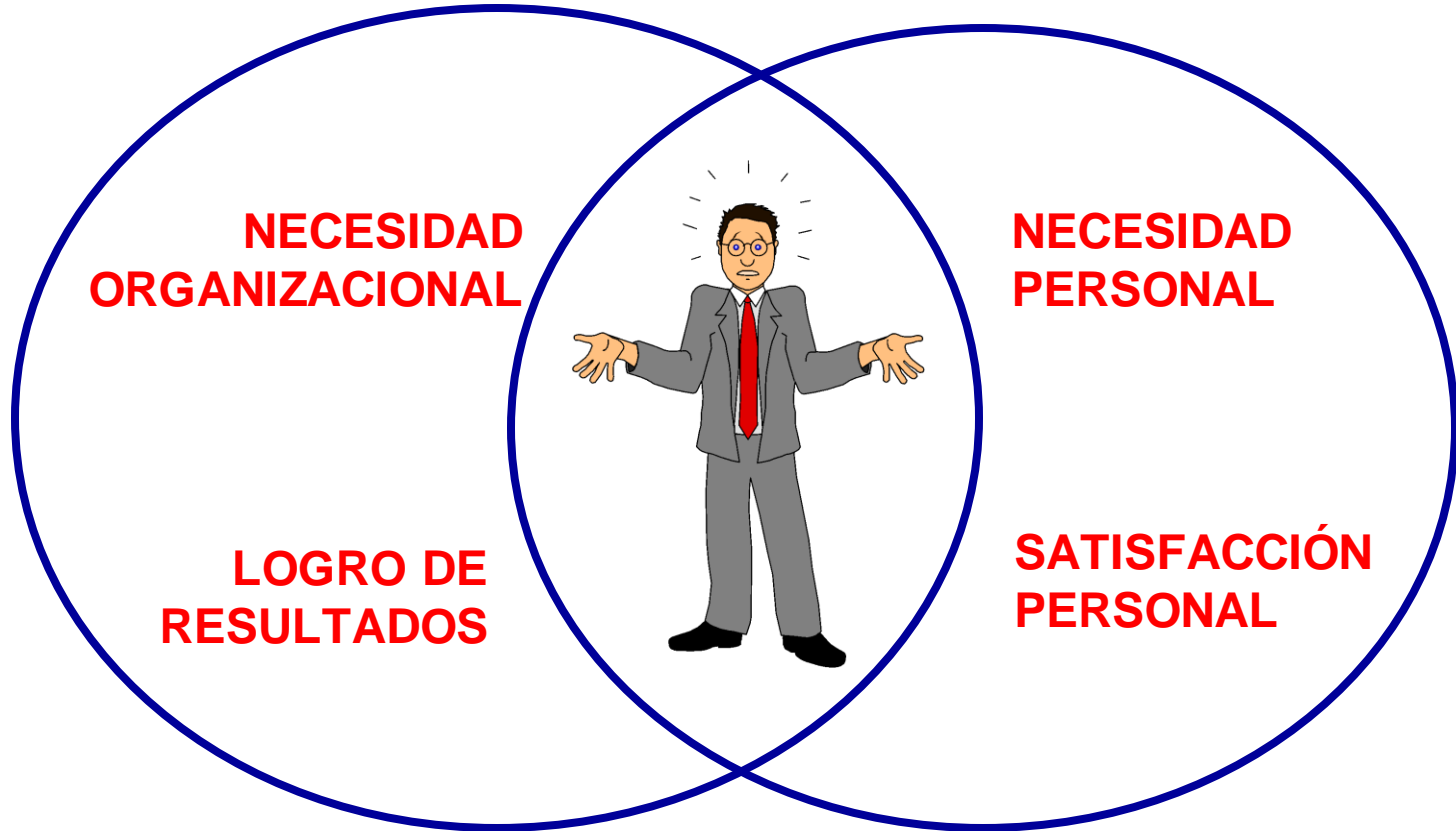 NECESIDAD
ORGANIZACIONAL
LOGRO DE
RESULTADOS
NECESIDAD
PERSONAL
SATISFACCIÓN
PERSONAL